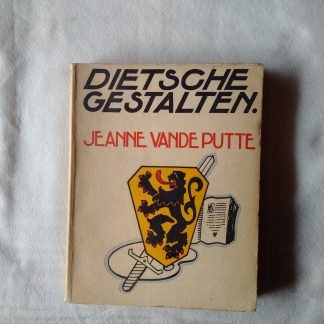 DIETSCHE
GESTALTEN.
JEANNE VANDE PUTTE